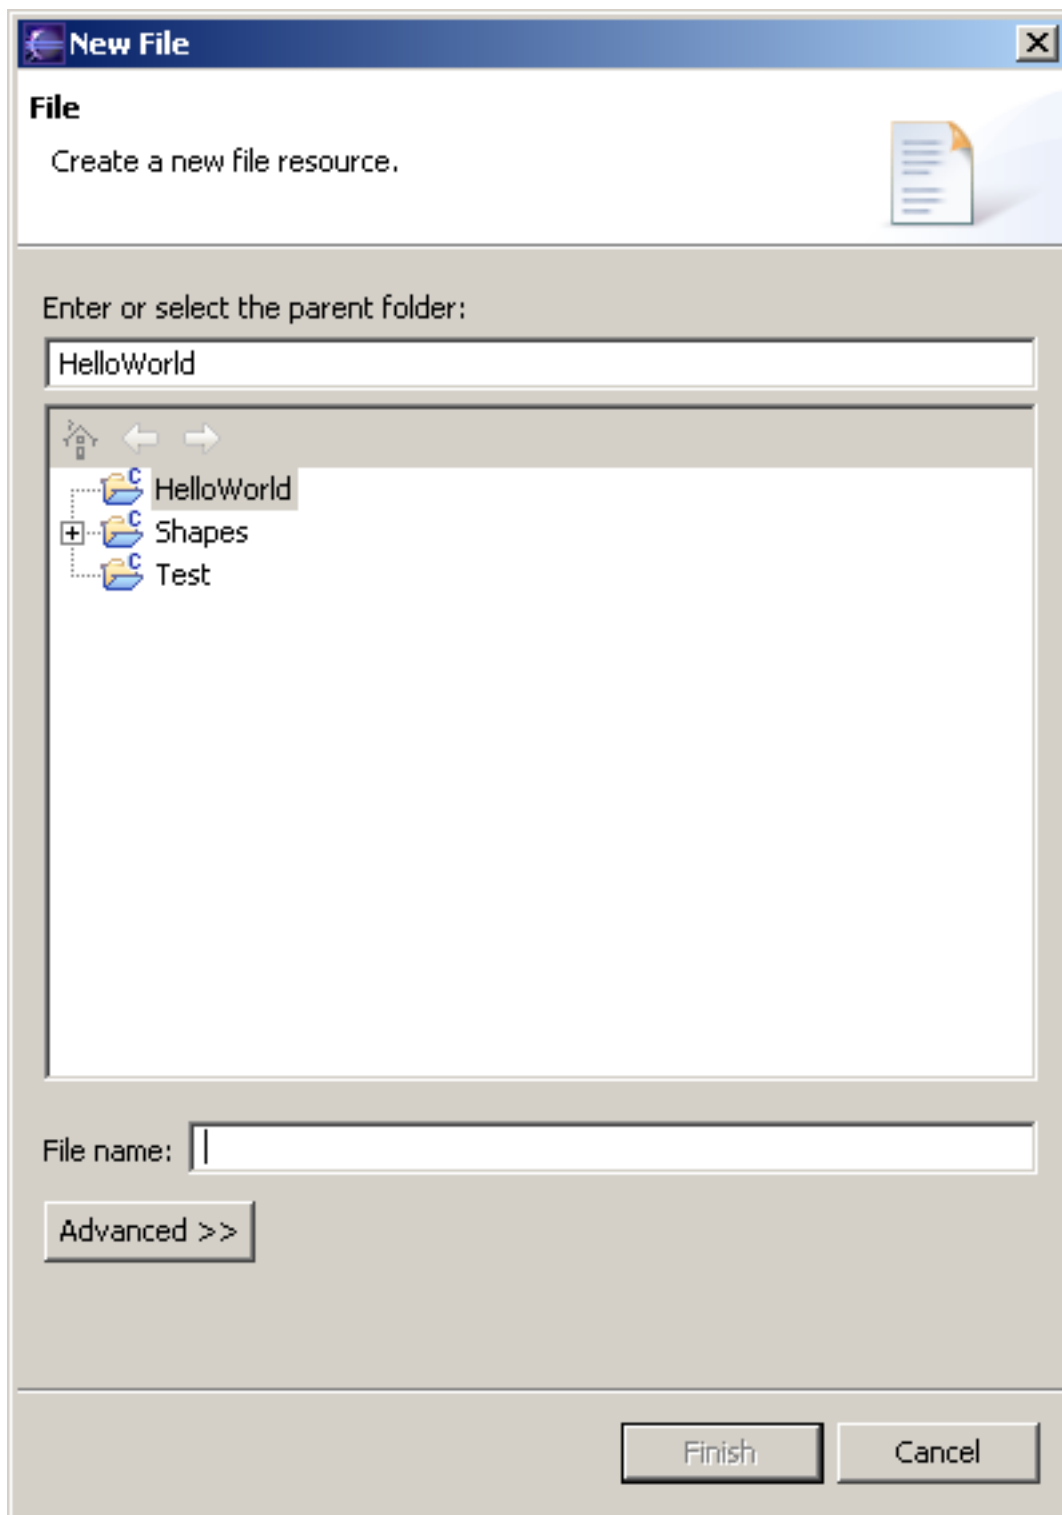 New File
File
Create a new file resource.
Enter or select the parent folder:
HelloWorld
C HelloWorld
C Shapes
C Test
File name:
Advanced >>
Finish Cancel